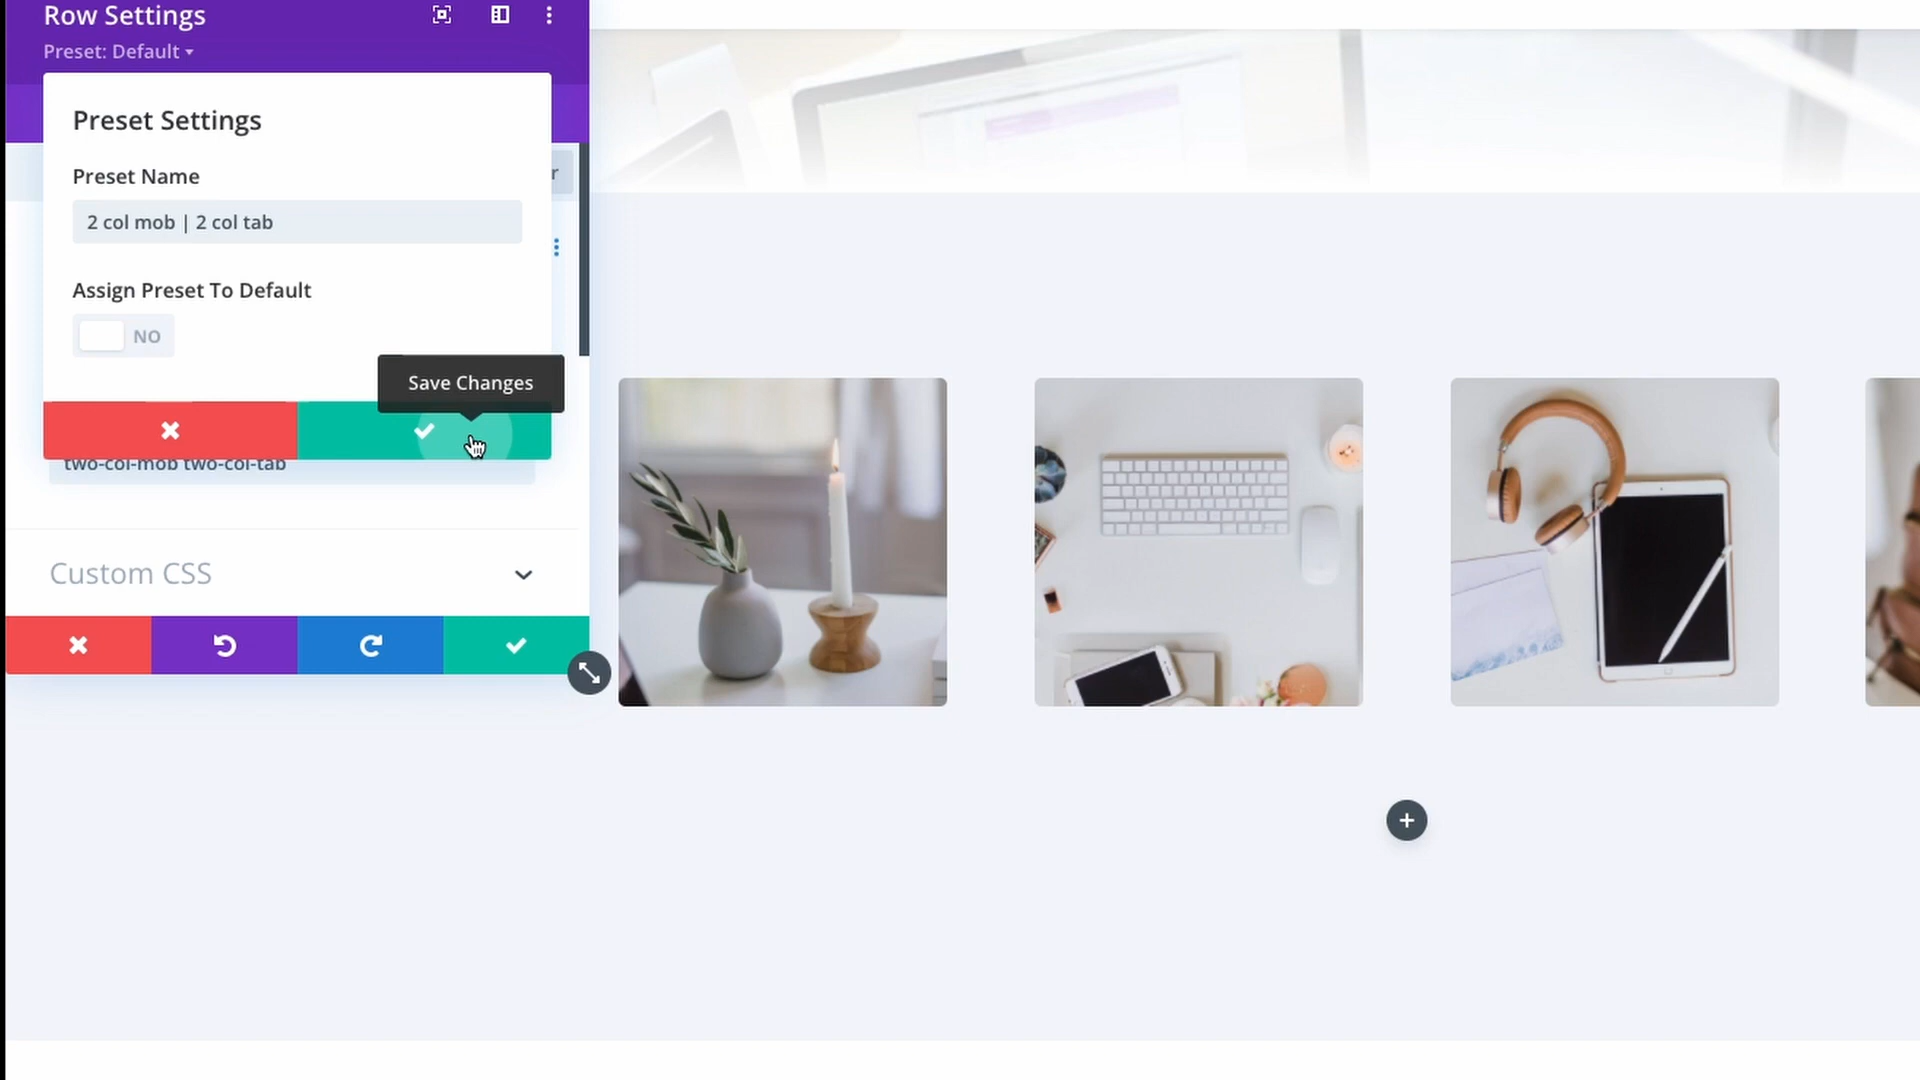 Row Settings
Preset: Default
Preset Settings
Preset Name
2 col mob | 2 col tab
Assign Preset To Default
NO
Save Changes
two-col-mob two-col-tab
Custom CSS